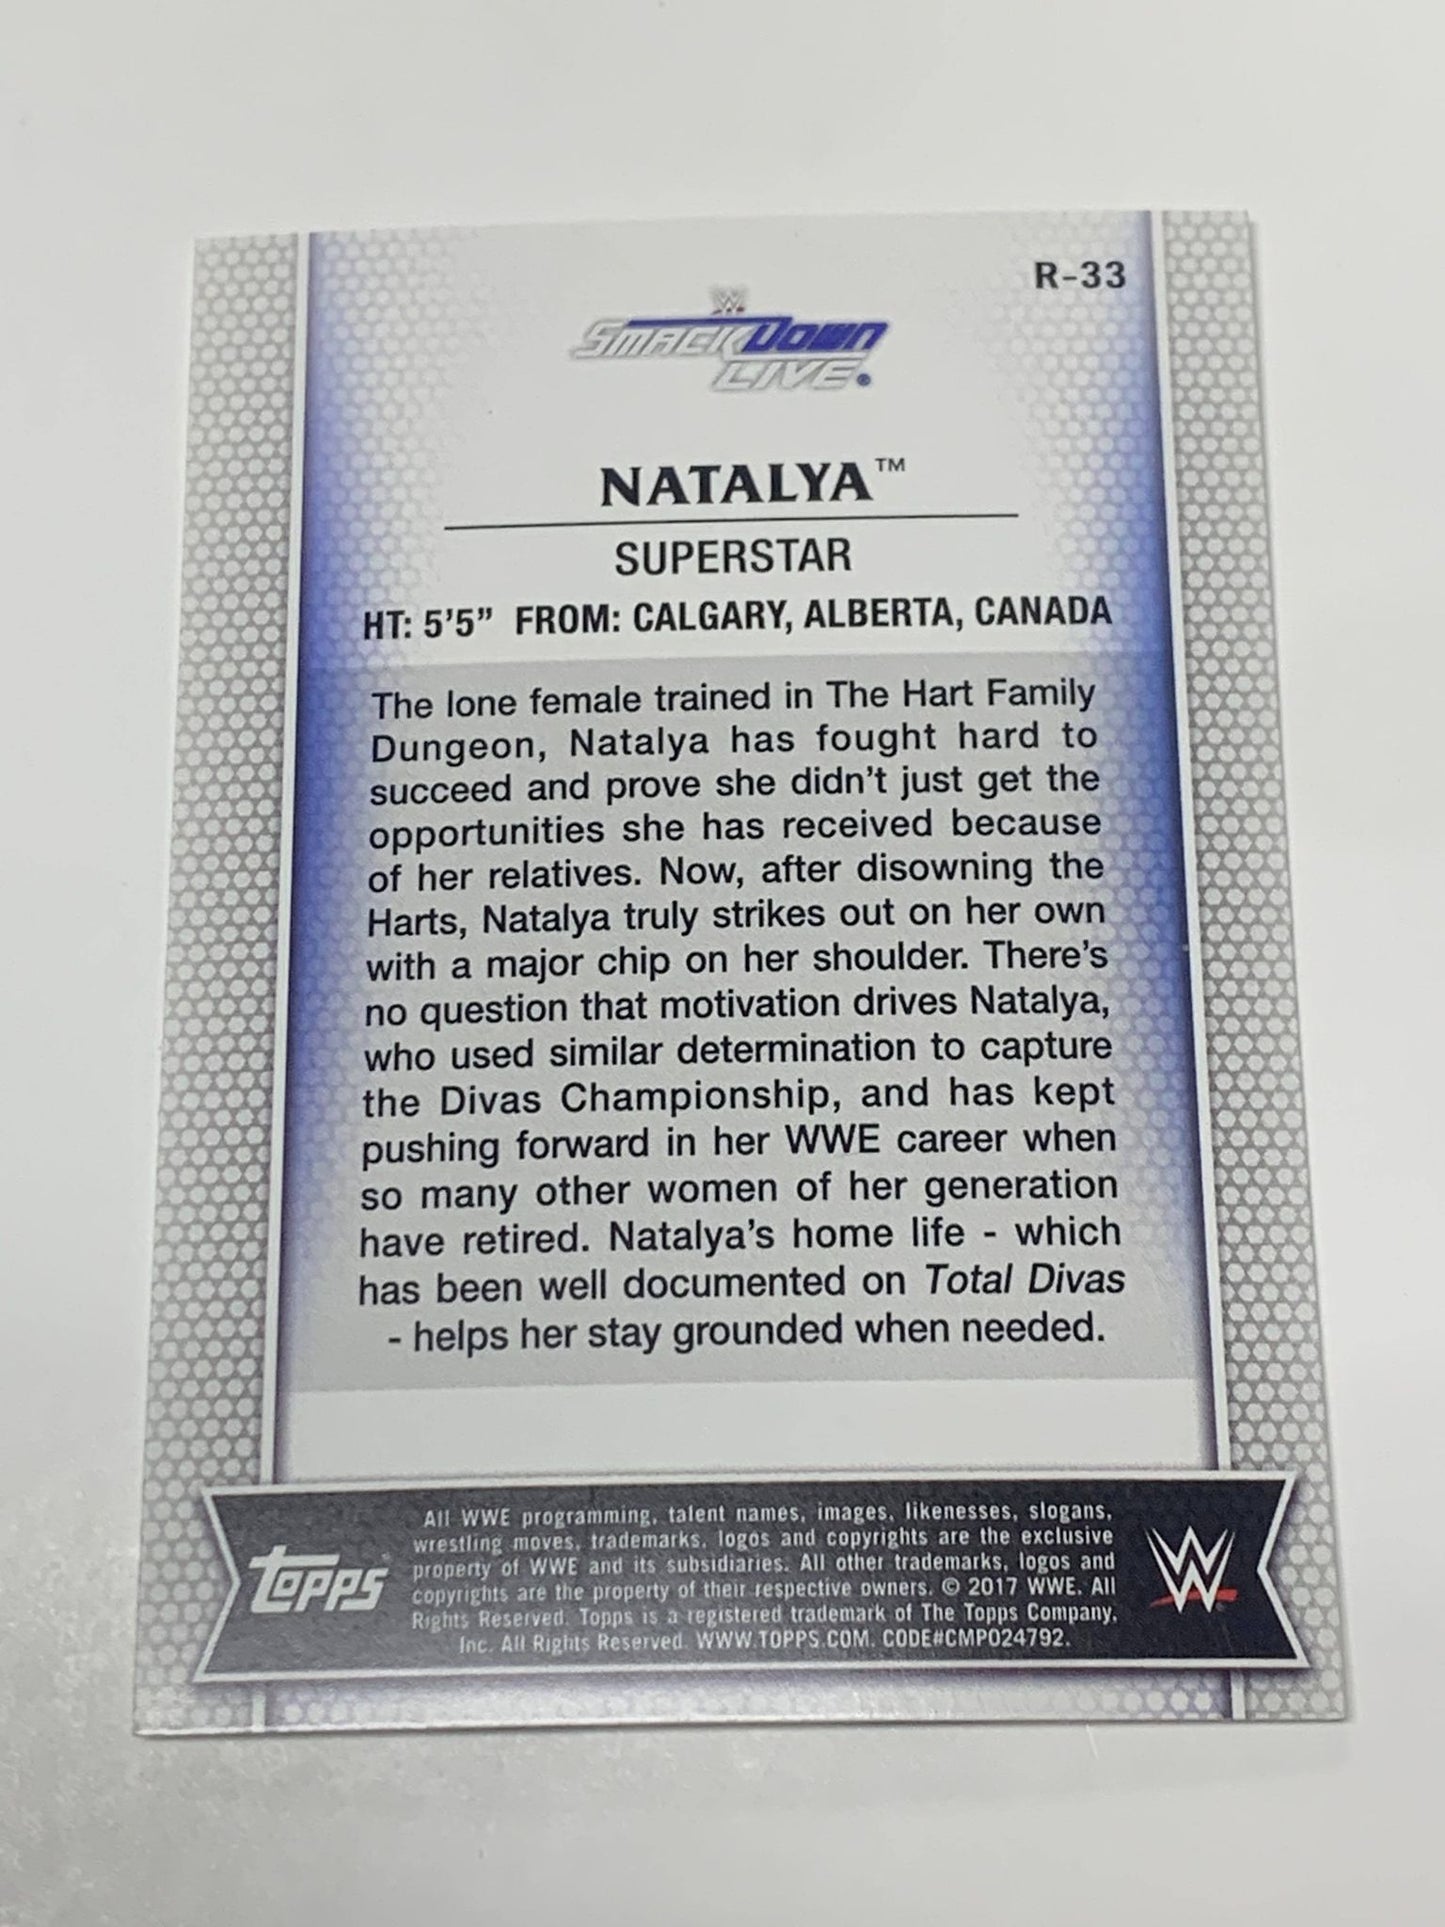 R-33
W
SMACKDOWN
LIVE®
NATALYA™
SUPERSTAR
HT: 5'5” FROM: CALGARY, ALBERTA, CANADA
The lone female trained in The Hart Family
Dungeon, Natalya has fought hard to
succeed and prove she didn’t just get the
opportunities she has received because
of her relatives. Now, after disowning the
Harts, Natalya truly strikes out on her own
with a major chip on her shoulder. There’s
no question that motivation drives Natalya,
who used similar determination to capture
the Divas Championship, and has kept
pushing forward in her WWE career when
so many other women of her generation
have retired. Natalya’s home life - which
has been well documented on Total Divas
- helps her stay grounded when needed.
topps®
All WWE programming, talent names, images, likenesses, slogans,
wrestling moves, trademarks, logos and copyrights are the exclusive
property of WWE and its subsidiaries. All other trademarks, logos and
copyrights are the property of their respective owners. © 2017 WWE. All
Rights Reserved. Topps is a registered trademark of The Topps Company,
Inc. All Rights Reserved. WWW.TOPPS.COM. CODE#CMP024792.
W